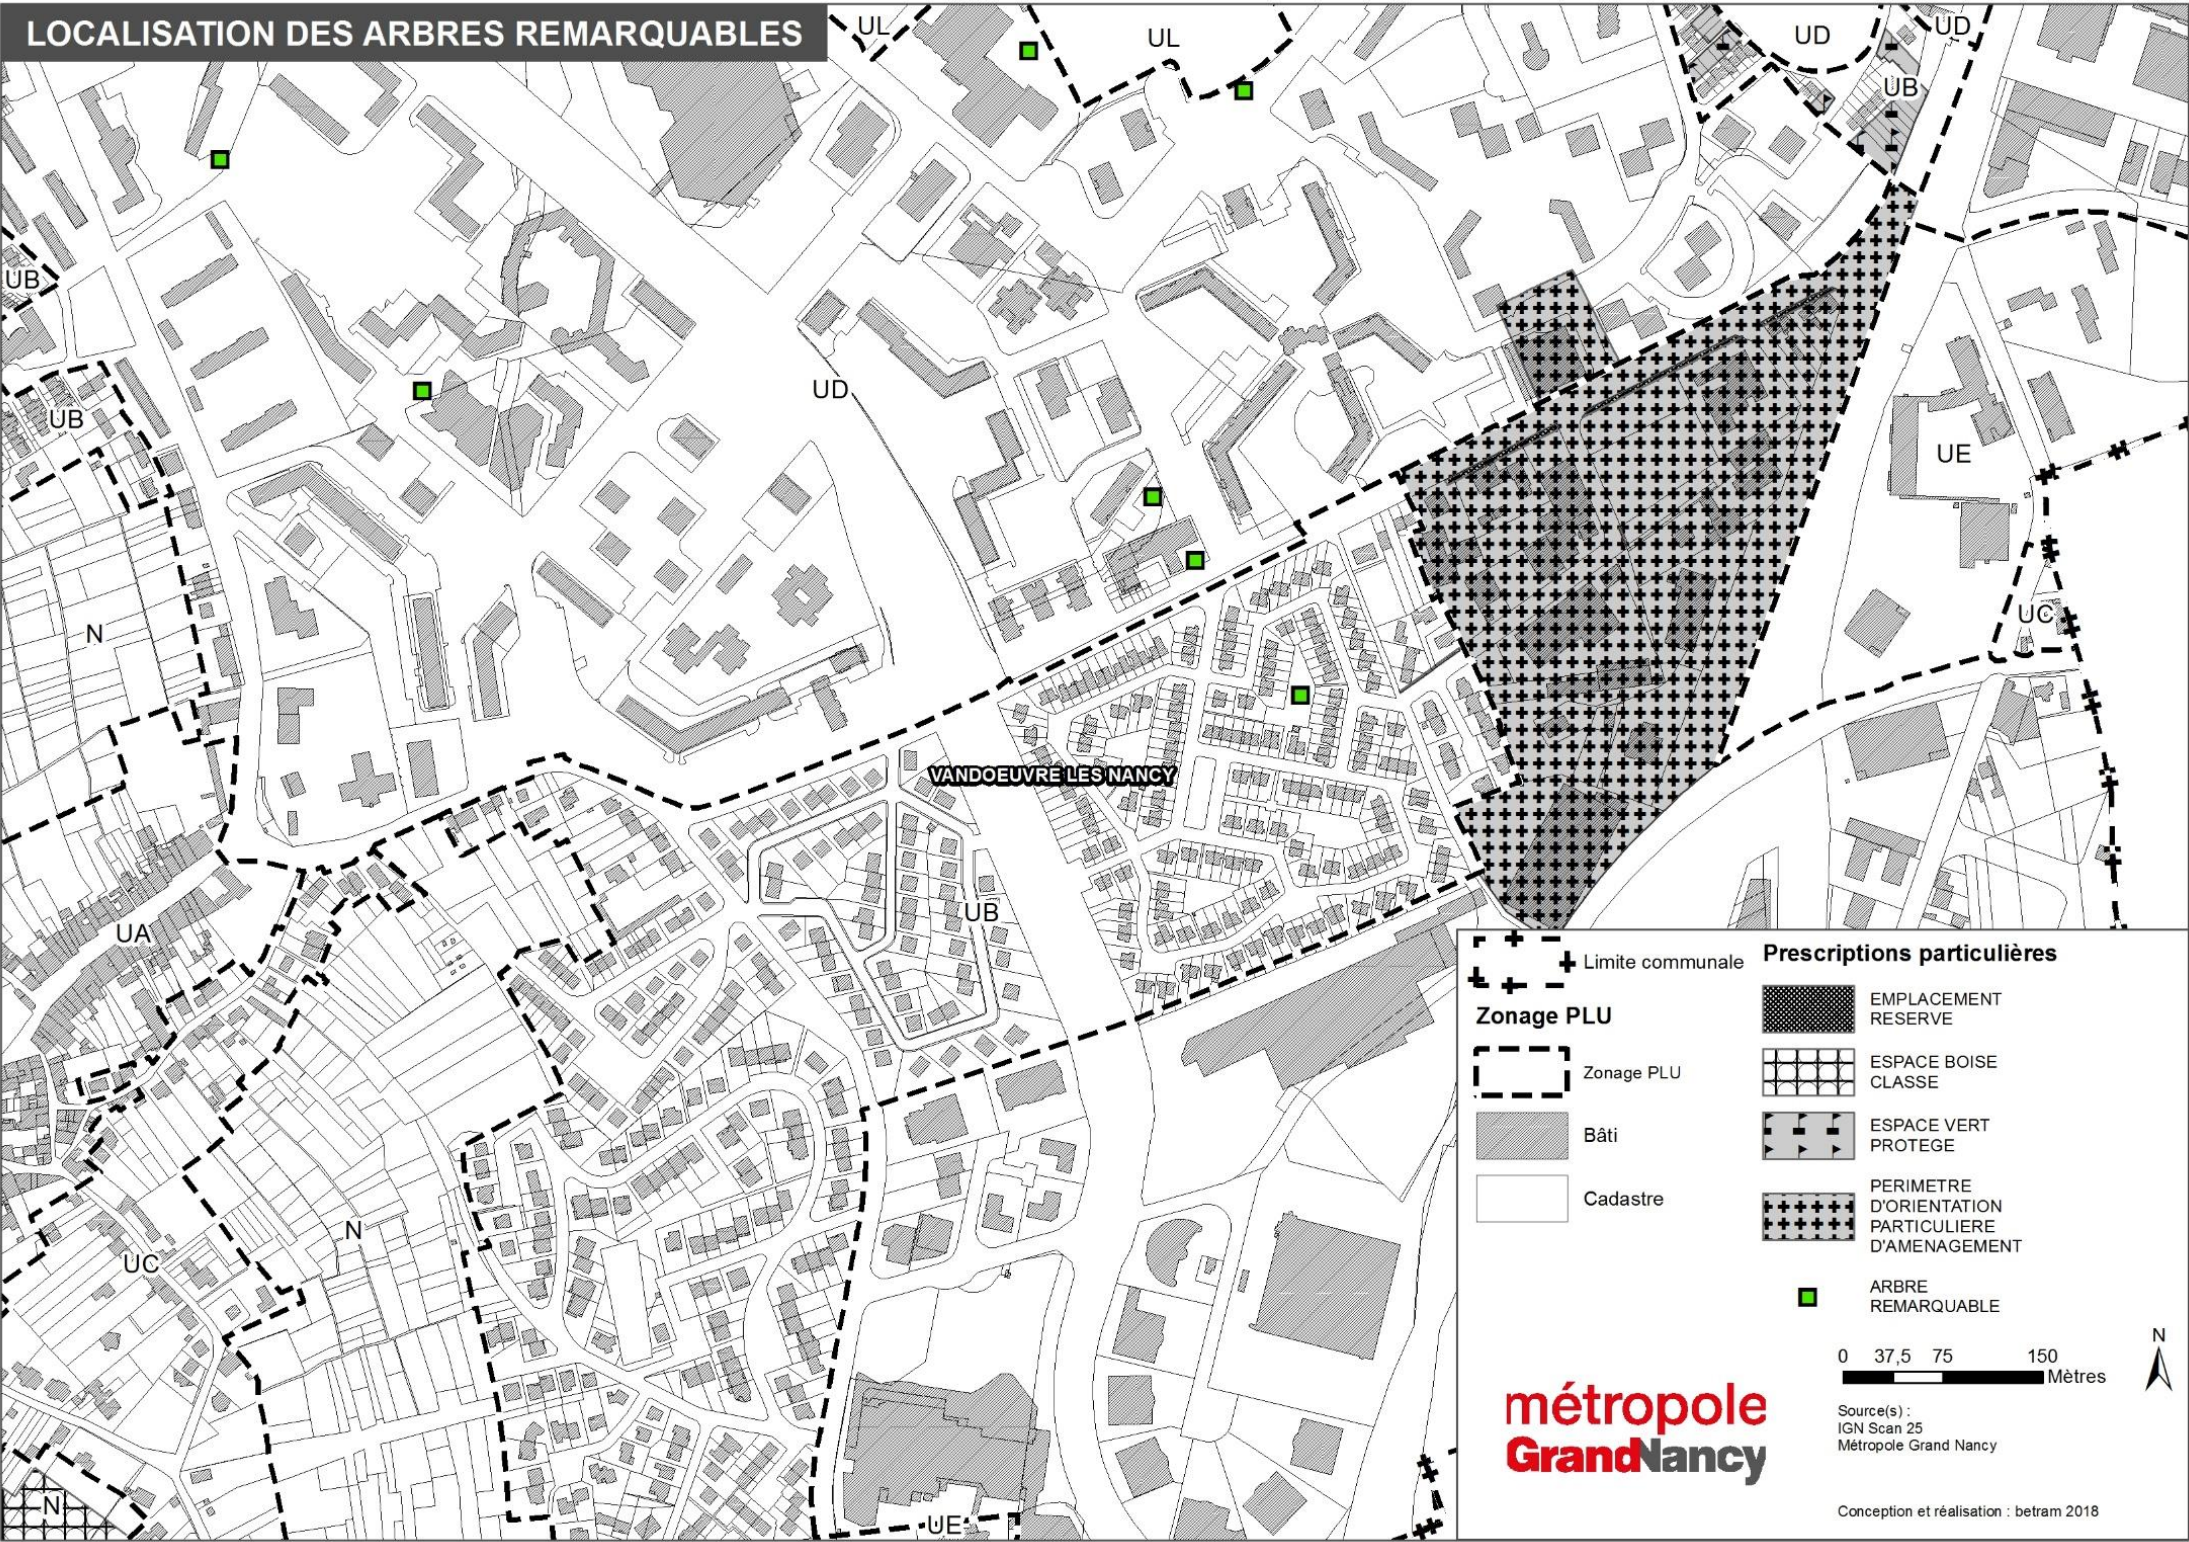 LOCALISATION DES ARBRES REMARQUABLES
UL
UL
UD
UD
UB
UB
UB
UD
UE
UC
N
VANDOEUVRE LES NANCY
UB
UA
N
UC
N
UE
Limite communale
Zonage PLU
Zonage PLU
Bâti
Cadastre
Prescriptions particulières
EMPLACEMENT
RESERVE
ESPACE BOISE
CLASSE
ESPACE VERT
PROTEGE
PERIMETRE
D'ORIENTATION
PARTICULIERE
D'AMENAGEMENT
ARBRE
REMARQUABLE
N
0 37,5 75 150
Mètres
métropole
GrandNancy
Source(s) :
IGN Scan 25
Métropole Grand Nancy
Conception et réalisation : betram 2018